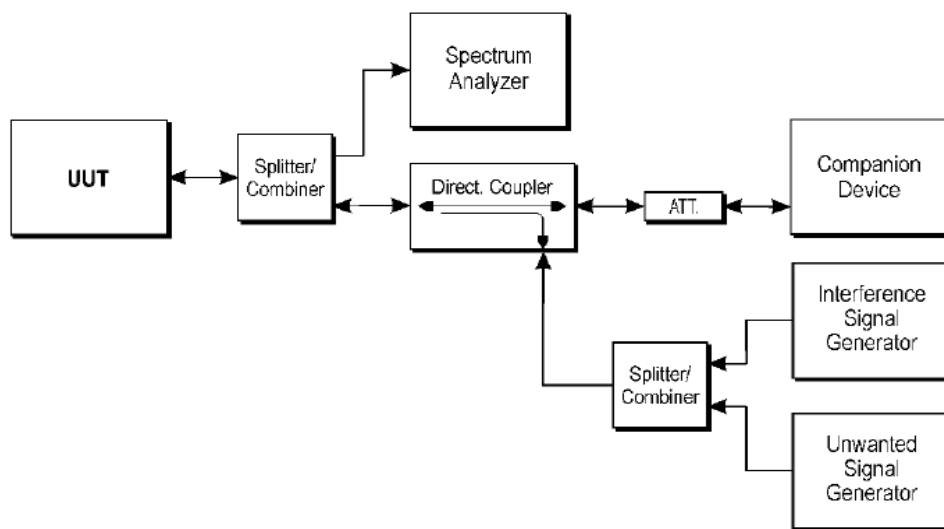 Spectrum
Analyzer
UUT
Splitter/
Combiner
Direct. Coupler
ATT.
Companion
Device
Interference
Signal
Generator
Splitter/
Combiner
Unwanted
Signal
Generator